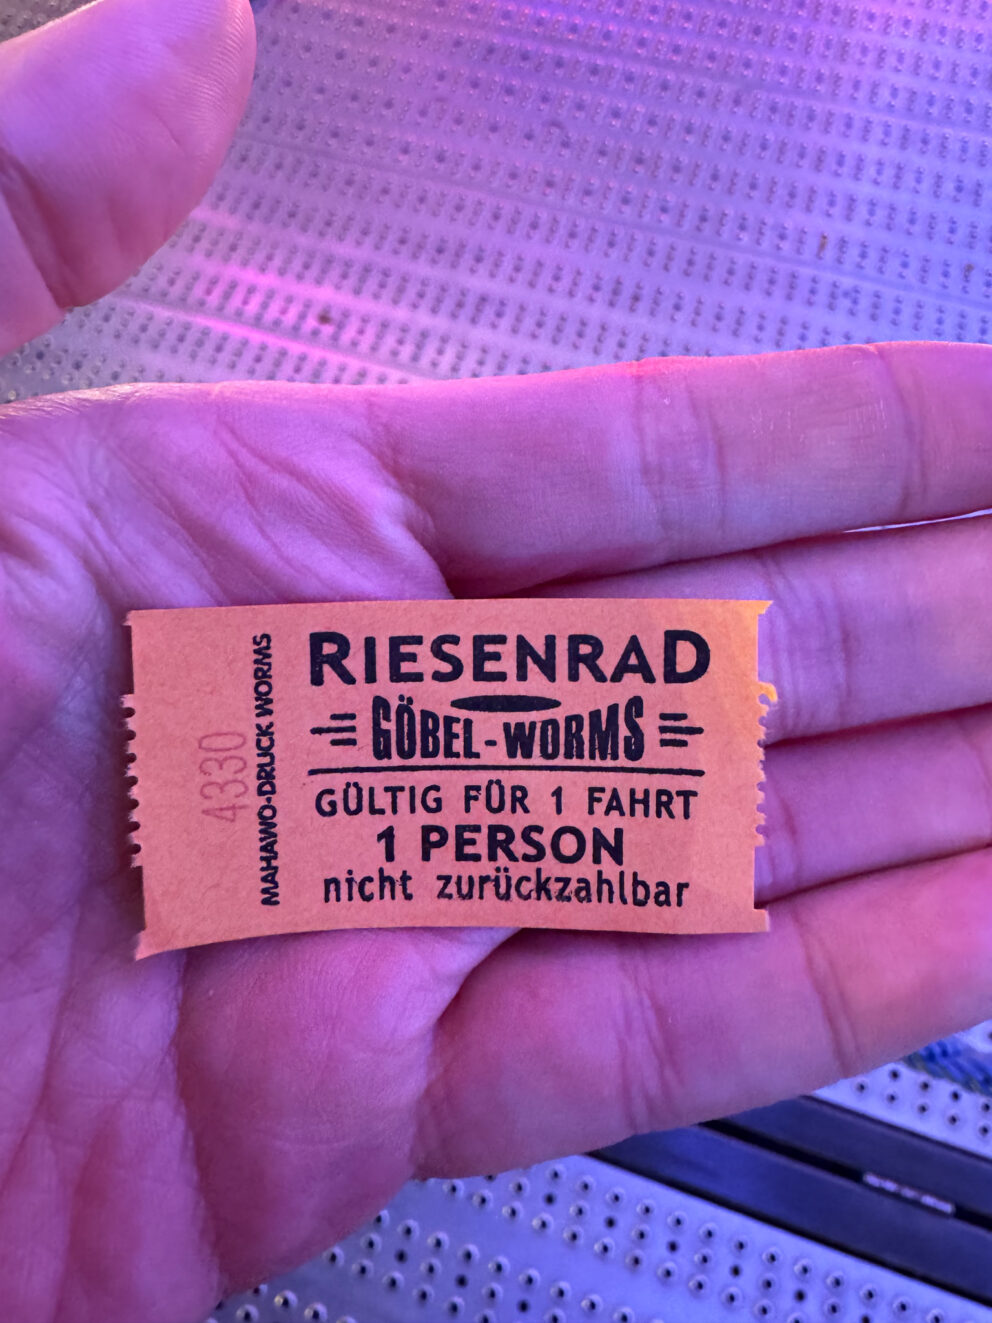 4330
MAHAWO-DRUCK WORMS
RIESENRAD
GÖBEL-WORMS
GÜLTIG FÜR 1 FAHRT
1 PERSON
nicht zurückzahlbar